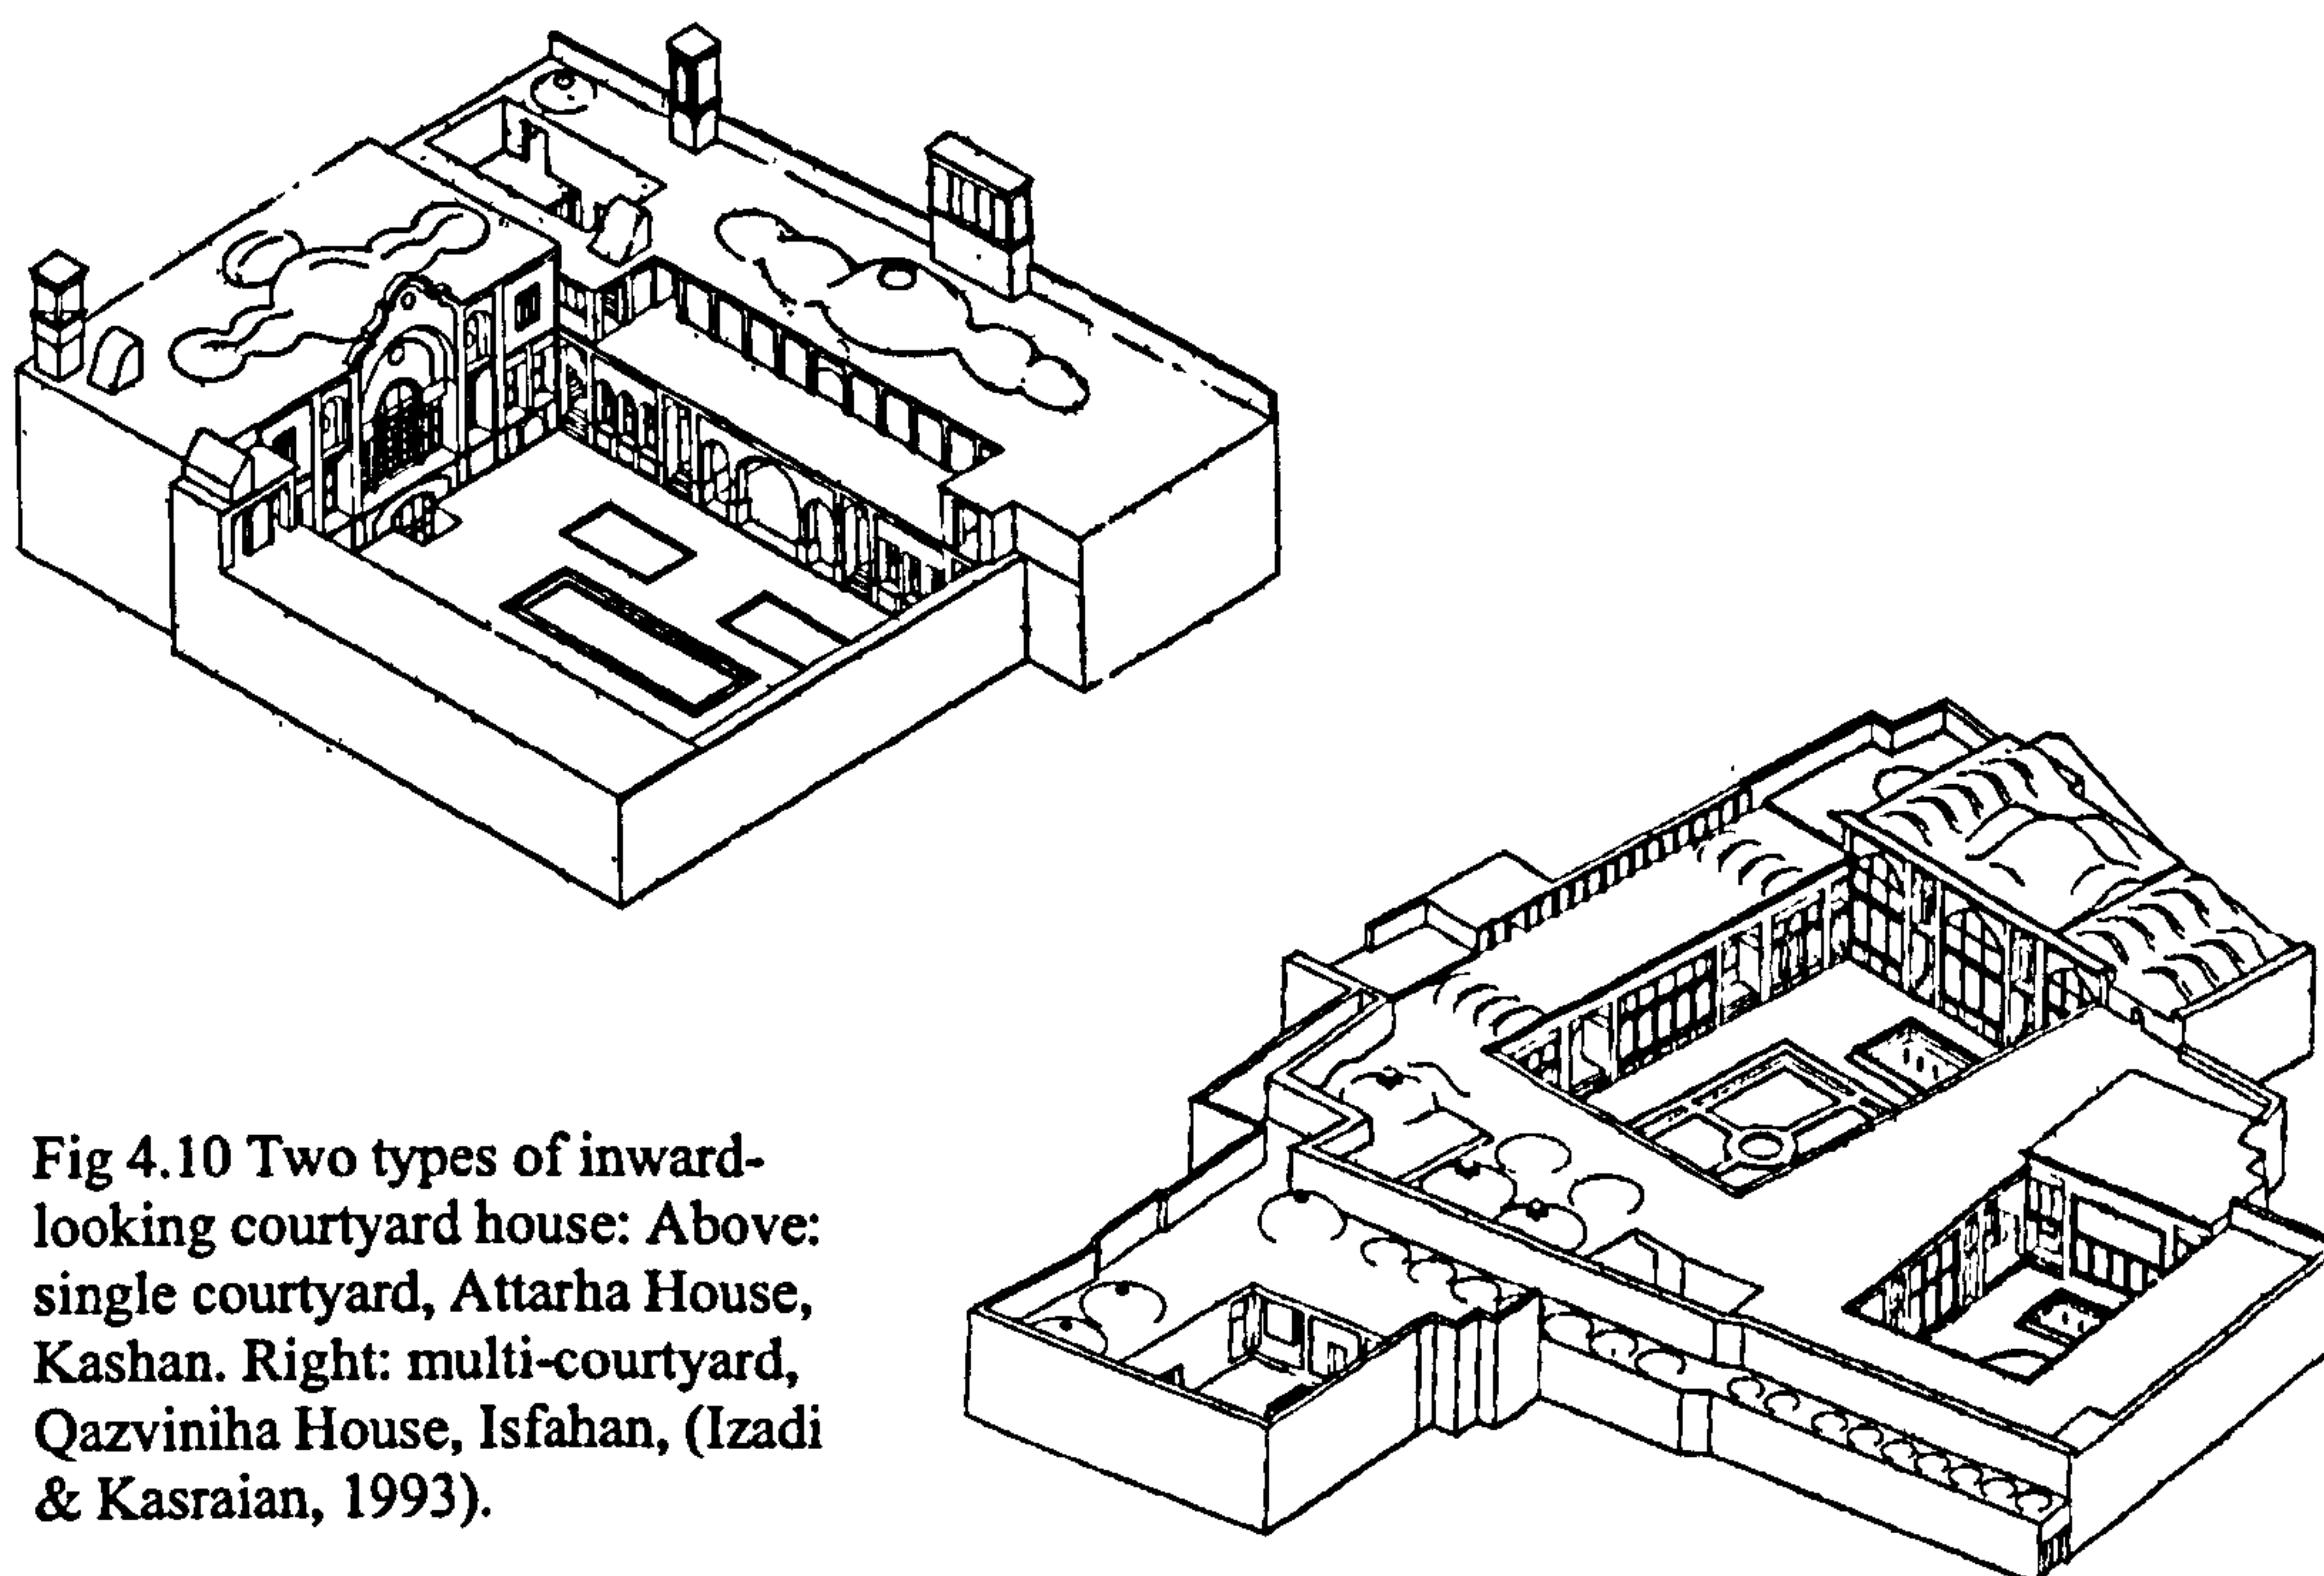 Fig 4.10 Two types of inward-
looking courtyard house: Above:
single courtyard, Attarha House,
Kashan. Right: multi-courtyard,
Qazviniha House, Isfahan, (Izadi
& Kasraian, 1993).